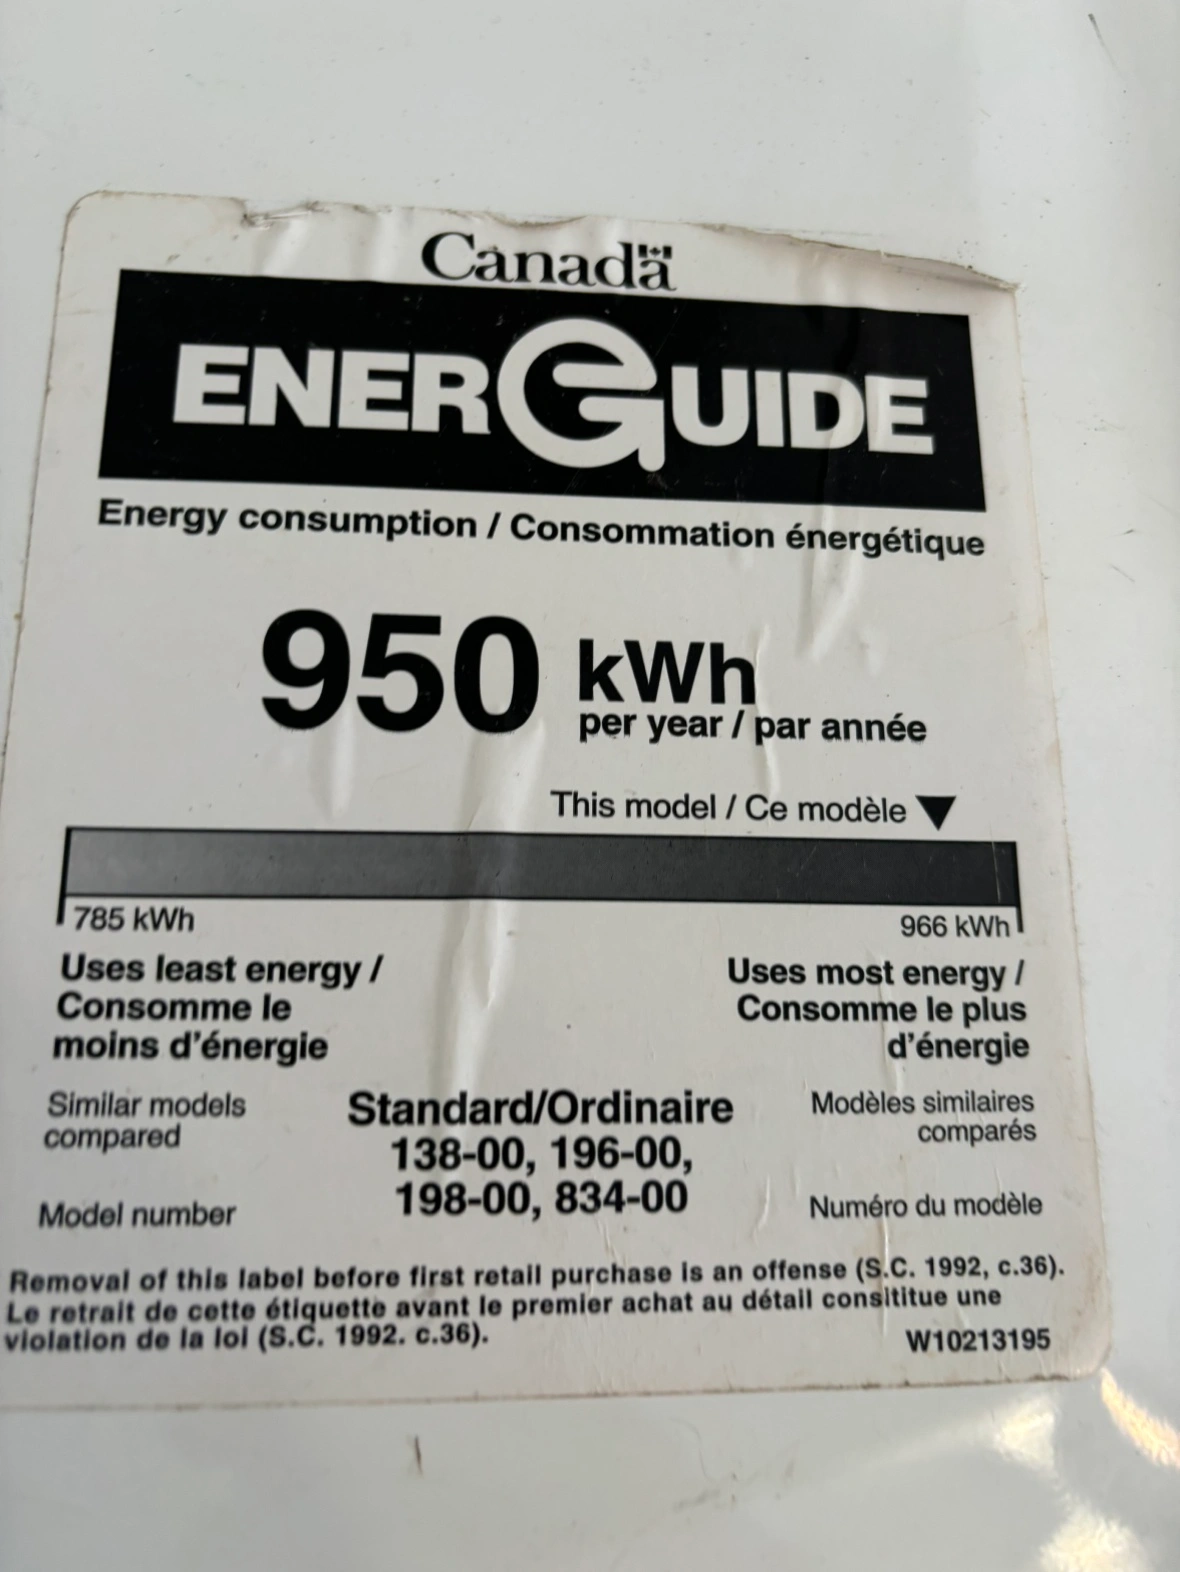 Canada
ENERGUIDE
Energy consumption / Consommation énergétique
950 kWh
per year / par année
This model / Ce modèle ▼
785 kWh
966 kWh
Uses least energy /
Consomme le
moins d'énergie
Uses most energy /
Consomme le plus
d'énergie
Similar models
compared
Standard/Ordinaire
138-00, 196-00,
198-00, 834-00
Modèles similaires
comparés
Model number
Numéro du modèle
Removal of this label before first retail purchase is an offense (S.C. 1992, c.36).
Le retrait de cette étiquette avant le premier achat au détail consititue une
violation de la loi (S.C. 1992. c.36).
W10213195